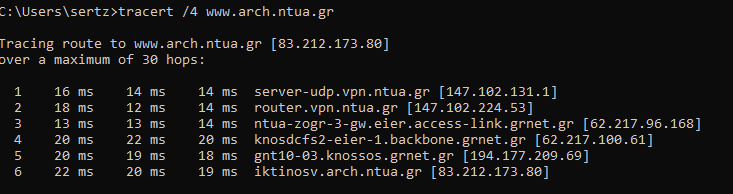 C:\Users\sertz>tracert /4 www.arch.ntua.gr
Tracing route to www.arch.ntua.gr [83.212.173.80]
over a maximum of 30 hops:
1 16 ms 14 ms 14 ms server-udp.vpn.ntua.gr [147.102.131.1]
2 18 ms 12 ms 14 ms router.vpn.ntua.gr [147.102.224.53]
3 13 ms 13 ms 14 ms ntua-zogr-3-gw.eier.access-link.grnet.gr [62.217.96.168]
4 20 ms 22 ms 20 ms knosdcfs2-eier-1.backbone.grnet.gr [62.217.100.61]
5 20 ms 19 ms 18 ms gnt10-03.knossos.grnet.gr [194.177.209.69]
6 22 ms 20 ms 19 ms iktinosv.arch.ntua.gr [83.212.173.80]